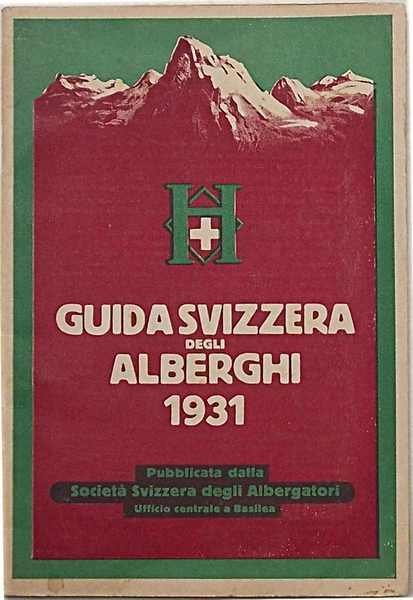 H
GUIDA SVIZZERA
DEGLI
ALBERGHI
1931
Pubblicata dalla
Società Svizzera degli Albergatori
Ufficio centrale a Basilea